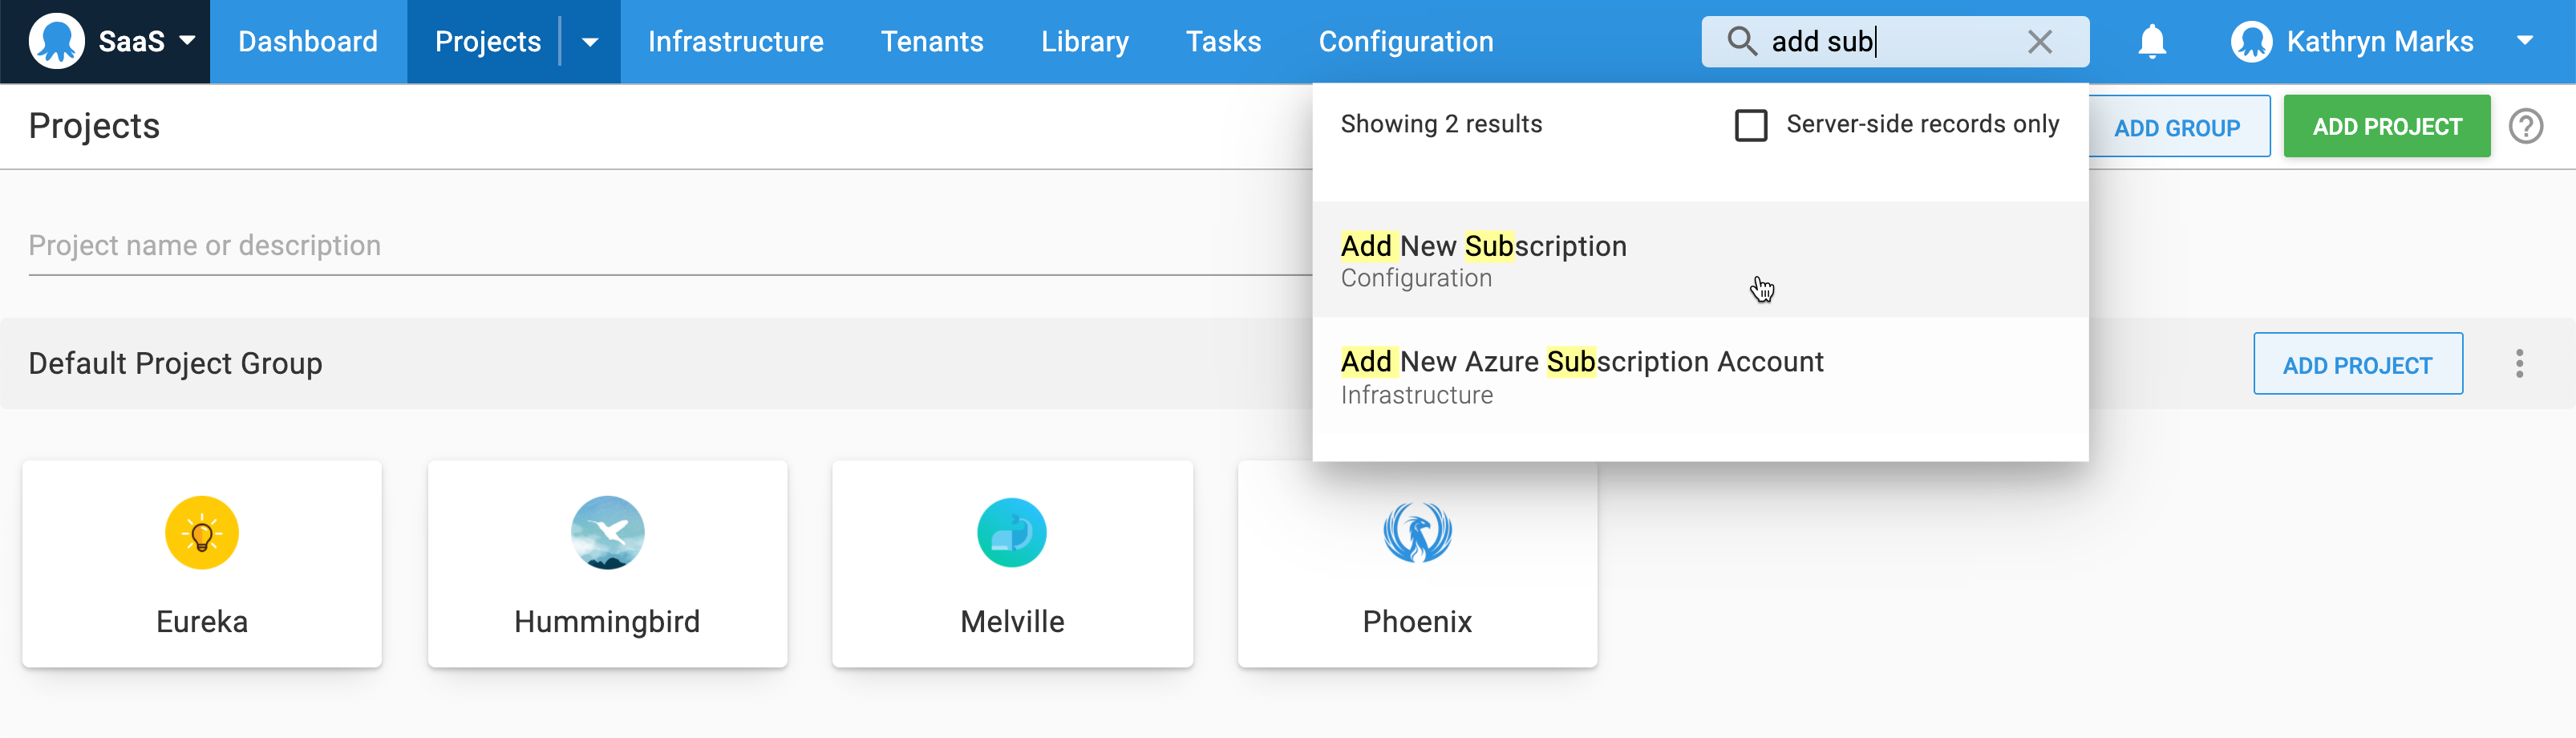 SaaS Dashboard Projects Infrastructure Tenants Library Tasks Configuration add sub Kathryn Marks
Projects
Showing 2 results Server-side records only
ADD GROUP ADD PROJECT ?
Project name or description
Add New Subscription
Configuration
Add New Azure Subscription Account
Infrastructure
Default Project Group
ADD PROJECT
Eureka
Hummingbird
Melville
Phoenix